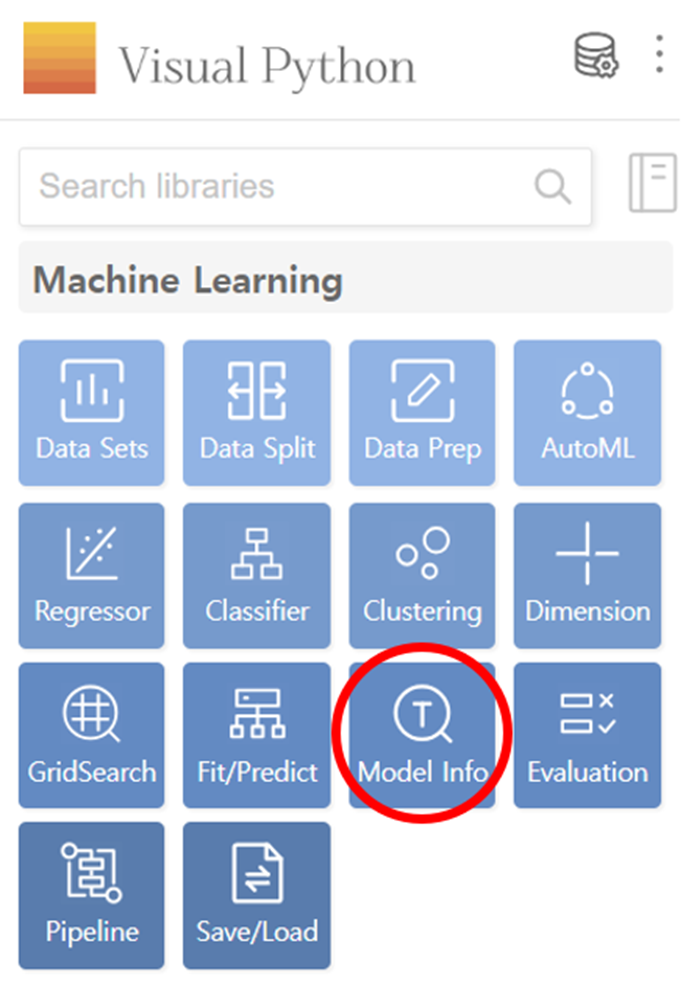 Visual Python
Search libraries
Machine Learning
Data Sets Data Split Data Prep AutoML
Regressor Classifier Clustering Dimension
GridSearch Fit/Predict Model Info Evaluation
Pipeline Save/Load